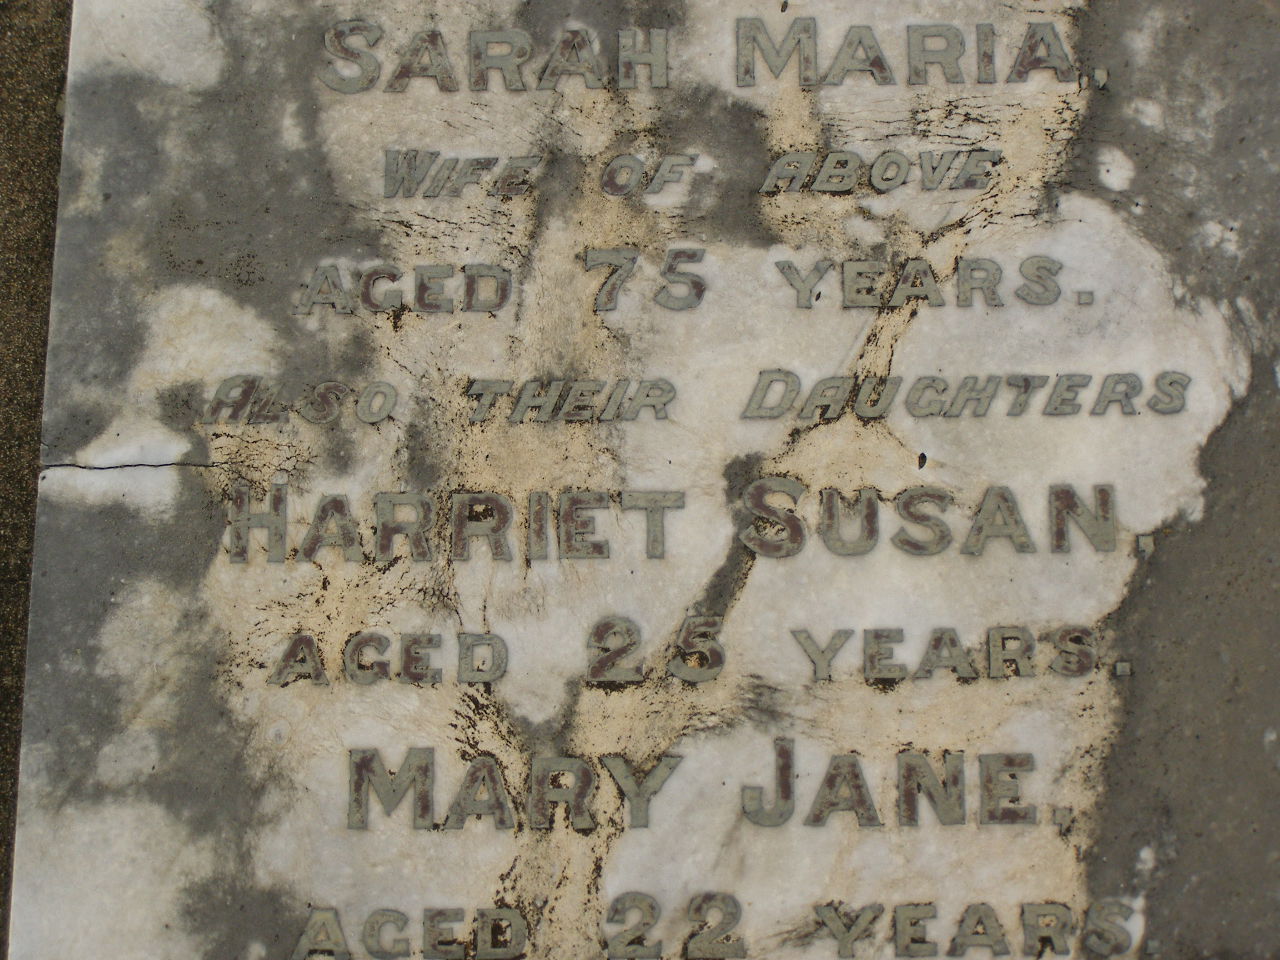 SARAH MARIA,
WIFE OF ABOVE
AGED 75 YEARS.
ALSO THEIR DAUGHTERS
HARRIET SUSAN,
AGED 25 YEARS.
MARY JANE,
AGED 22 YEARS.